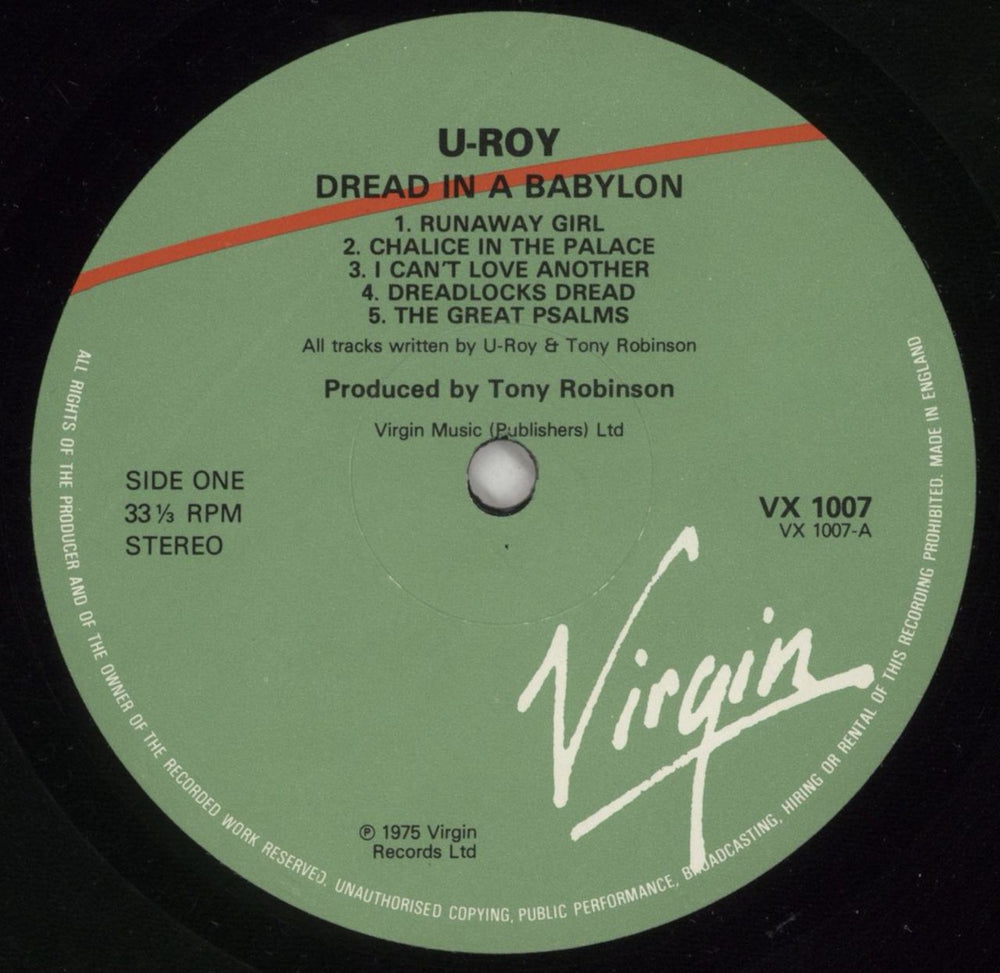 U-ROY
DREAD IN A BABYLON
1. RUNAWAY GIRL
2. CHALICE IN THE PALACE
3. I CAN'T LOVE ANOTHER
4. DREADLOCKS DREAD
5. THE GREAT PSALMS
All tracks written by U-Roy & Tony Robinson
Produced by Tony Robinson
Virgin Music (Publishers) Ltd
SIDE ONE
33⅓ RPM
STEREO
VX 1007
VX 1007-A
Virgin
℗ 1975 Virgin
Records Ltd
ALL RIGHTS OF THE PRODUCER AND OF THE OWNER OF THE RECORDED WORK RESERVED. UNAUTHORISED COPYING, PUBLIC PERFORMANCE, BROADCASTING, HIRING OR RENTAL OF THIS RECORDING PROHIBITED. MADE IN ENGLAND